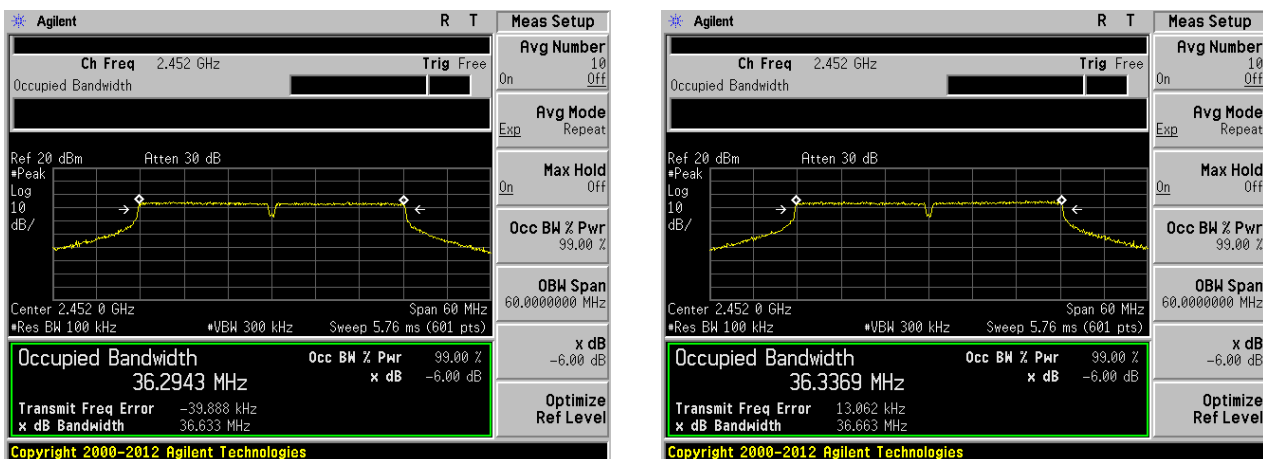 Agilent R T Meas Setup
Ch Freq 2.452 GHz Trig Free
Occupied Bandwidth
Ref 20 dBm Atten 30 dB
#Peak
Log
10
dB/
Center 2.452 0 GHz Span 60 MHz
#Res BW 100 kHz #VBW 300 kHz Sweep 5.76 ms (601 pts)
Occupied Bandwidth Occ BW % Pwr 99.00 %
36.2943 MHz x dB -6.00 dB
Transmit Freq Error -39.888 kHz
x dB Bandwidth 36.633 MHz
Copyright 2000-2012 Agilent Technologies
Avg Number
10
On Off
Avg Mode
Exp Repeat
Max Hold
On Off
Occ BW % Pwr
99.00 %
OBW Span
60.0000000 MHz
x dB
-6.00 dB
Optimize
Ref Level
Agilent R T Meas Setup
Ch Freq 2.452 GHz Trig Free
Occupied Bandwidth
Ref 20 dBm Atten 30 dB
#Peak
Log
10
dB/
Center 2.452 0 GHz Span 60 MHz
#Res BW 100 kHz #VBW 300 kHz Sweep 5.76 ms (601 pts)
Occupied Bandwidth Occ BW % Pwr 99.00 %
36.3369 MHz x dB -6.00 dB
Transmit Freq Error 13.062 kHz
x dB Bandwidth 36.663 MHz
Copyright 2000-2012 Agilent Technologies
Avg Number
10
On Off
Avg Mode
Exp Repeat
Max Hold
On Off
Occ BW % Pwr
99.00 %
OBW Span
60.0000000 MHz
x dB
-6.00 dB
Optimize
Ref Level